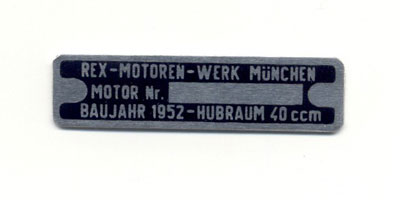 REX-MOTOREN-WERK MÜNCHEN
MOTOR Nr.
BAUJAHR 1952-HUBRAUM 40 ccm